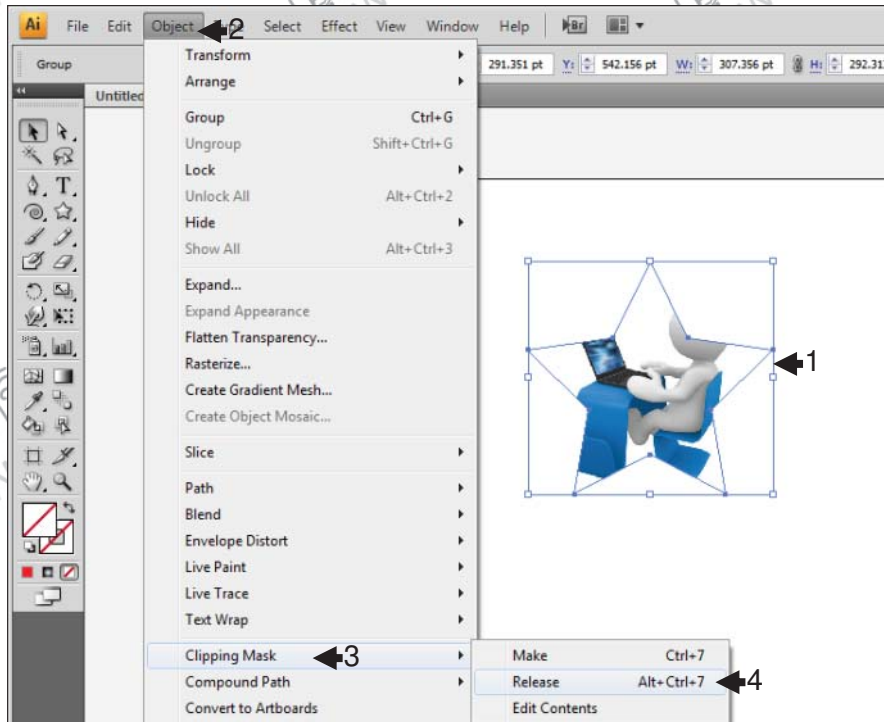 Ai File Edit Object 2 Select Effect View Window Help Br
Group 291.351 pt Y: 542.156 pt W: 307.356 pt H:
Untitled
Transform
Arrange
Group Ctrl+G
Ungroup Shift+Ctrl+G
Lock
Unlock All Alt+Ctrl+2
Hide
Show All Alt+Ctrl+3
Expand...
Expand Appearance
Flatten Transparency...
Rasterize...
Create Gradient Mesh...
Create Object Mosaic...
Slice
Path
Blend
Envelope Distort
Live Paint
Live Trace
Text Wrap
Clipping Mask 3
Compound Path
Convert to Artboards
Make Ctrl+7
Release Alt+Ctrl+7 4
Edit Contents
1
T